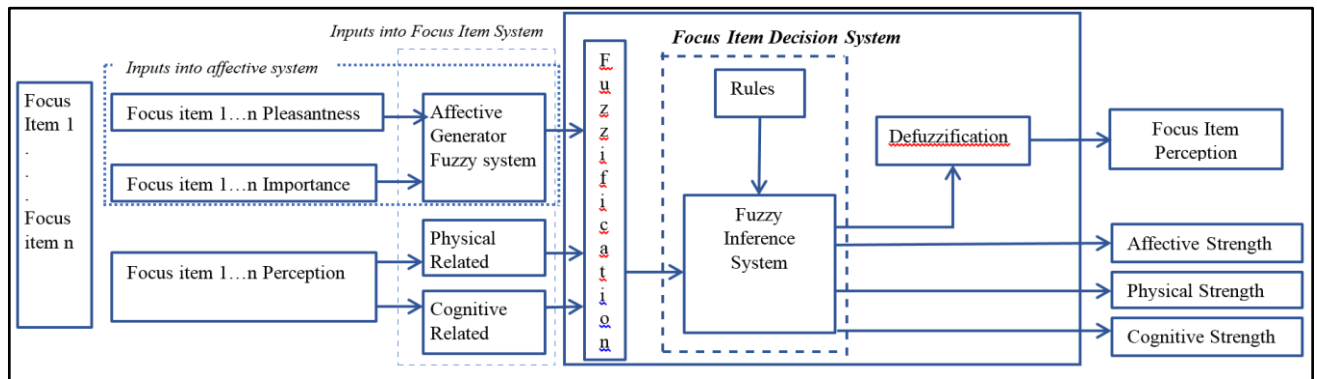 Inputs into Focus Item System
Focus Item Decision System
Inputs into affective system
Focus
Item 1
.
.
.
Focus
item n
Focus item 1…n Pleasantness
Focus item 1…n Importance
Focus item 1…n Perception
Affective
Generator
Fuzzy system
Physical
Related
Cognitive
Related
F
u
z
z
i
f
i
c
a
t
i
o
n
Rules
Fuzzy
Inference
System
Defuzzification
Focus Item
Perception
Affective Strength
Physical Strength
Cognitive Strength